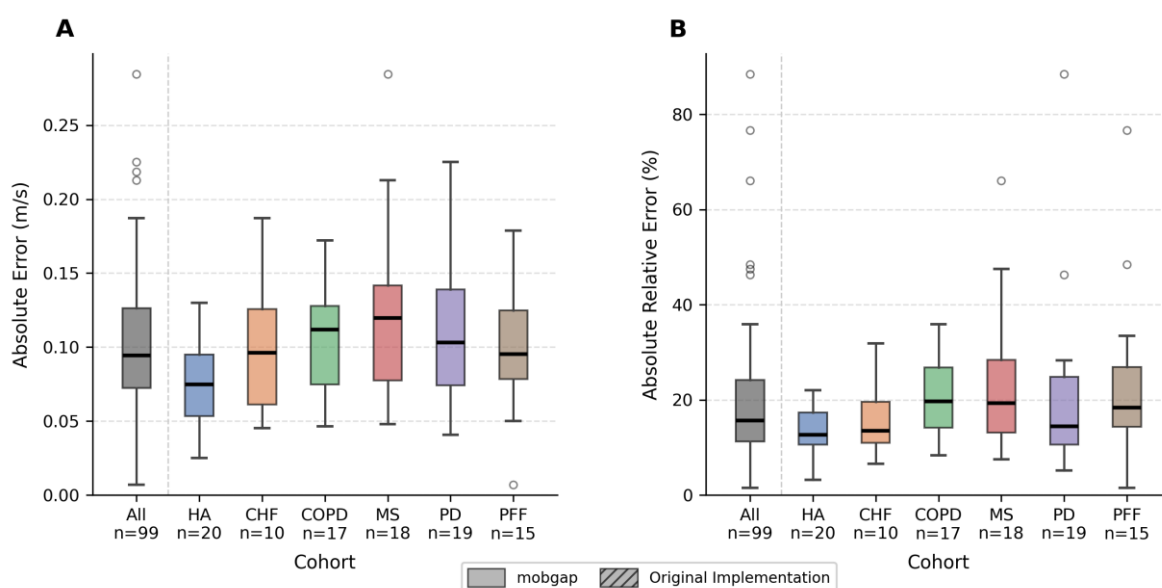 A
Absolute Error (m/s)
0.25
0.20
0.15
0.10
0.05
0.00
All HA CHF COPD MS PD PFF
n=99 n=20 n=10 n=17 n=18 n=19 n=15
Cohort
B
Absolute Relative Error (%)
80
60
40
20
0
All HA CHF COPD MS PD PFF
n=99 n=20 n=10 n=17 n=18 n=19 n=15
Cohort
mobgap Original Implementation